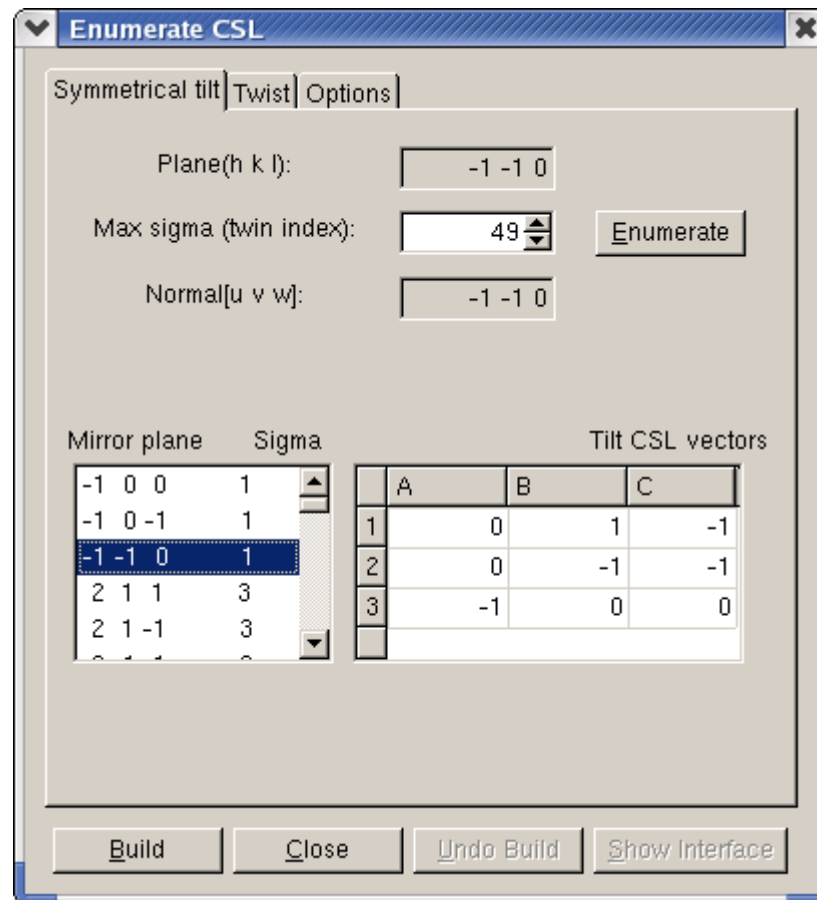 Enumerate CSL
Symmetrical tilt Twist Options
Plane(h k l): -1 -1 0
Max sigma (twin index): 49 Enumerate
Normal[u v w]: -1 -1 0
Mirror plane Sigma Tilt CSL vectors
A B C
-1 0 0 1
-1 0 -1 1
-1 -1 0 1
2 1 1 3
2 1 -1 3
1 0 1 -1
2 0 -1 -1
3 -1 0 0
Build Close Undo Build Show Interface